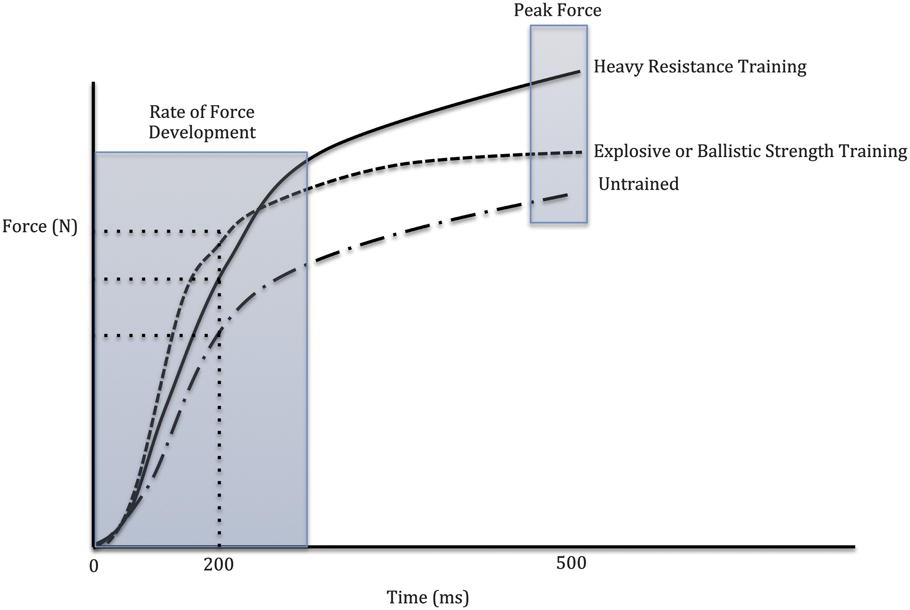 Peak Force
Heavy Resistance Training
Rate of Force
Development
Explosive or Ballistic Strength Training
Untrained
Force (N)
0
200
500
Time (ms)